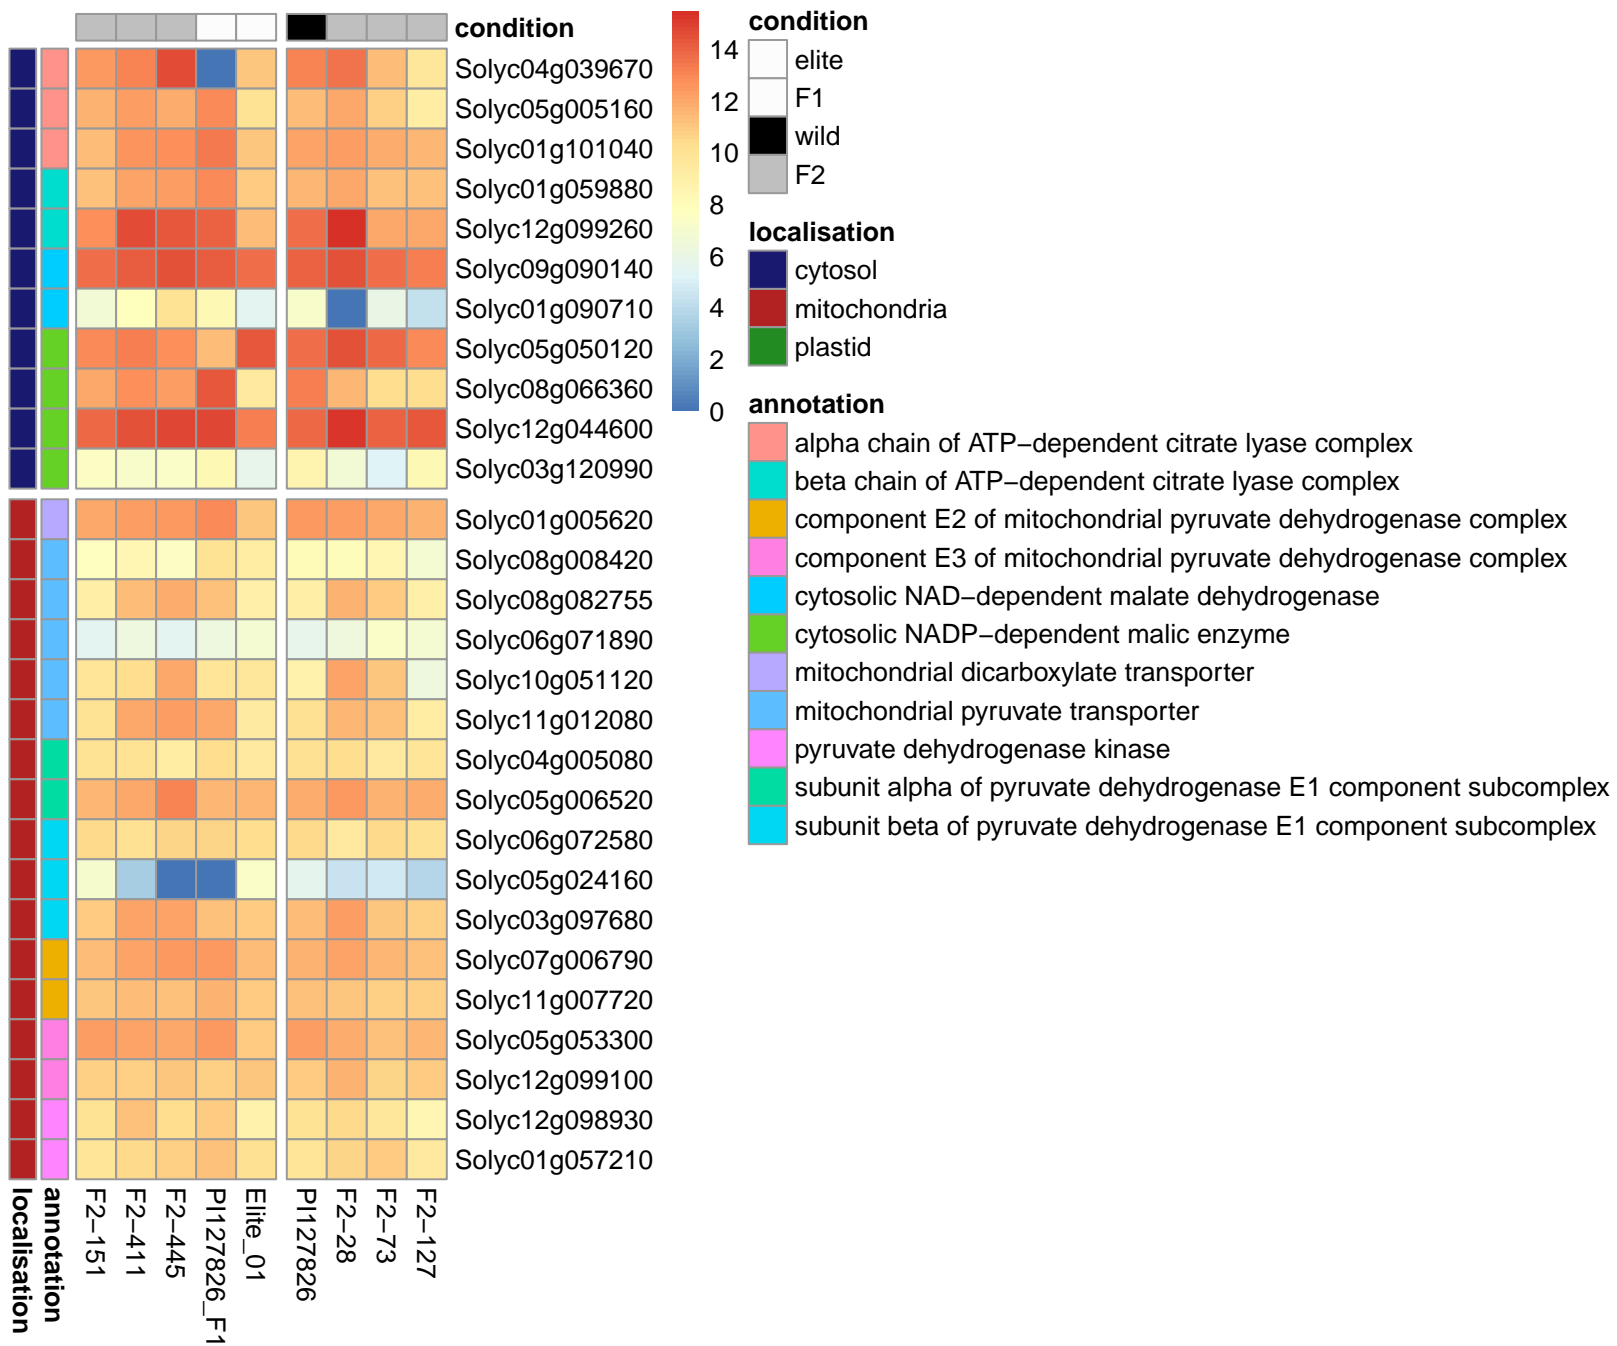 condition
Solyc04g039670
Solyc05g005160
Solyc01g101040
Solyc01g059880
Solyc12g099260
Solyc09g090140
Solyc01g090710
Solyc05g050120
Solyc08g066360
Solyc12g044600
Solyc03g120990
Solyc01g005620
Solyc08g008420
Solyc08g082755
Solyc06g071890
Solyc10g051120
Solyc11g012080
Solyc04g005080
Solyc05g006520
Solyc06g072580
Solyc05g024160
Solyc03g097680
Solyc07g006790
Solyc11g007720
Solyc05g053300
Solyc12g099100
Solyc12g098930
Solyc01g057210
localisation
annotation
F2−151
F2−411
F2−445
PI127826_F1
Elite_01
PI127826
F2−28
F2−73
F2−127
14
12
10
8
6
4
2
0
condition
elite
F1
wild
F2
localisation
cytosol
mitochondria
plastid
annotation
alpha chain of ATP−dependent citrate lyase complex
beta chain of ATP−dependent citrate lyase complex
component E2 of mitochondrial pyruvate dehydrogenase complex
component E3 of mitochondrial pyruvate dehydrogenase complex
cytosolic NAD−dependent malate dehydrogenase
cytosolic NADP−dependent malic enzyme
mitochondrial dicarboxylate transporter
mitochondrial pyruvate transporter
pyruvate dehydrogenase kinase
subunit alpha of pyruvate dehydrogenase E1 component subcomplex
subunit beta of pyruvate dehydrogenase E1 component subcomplex